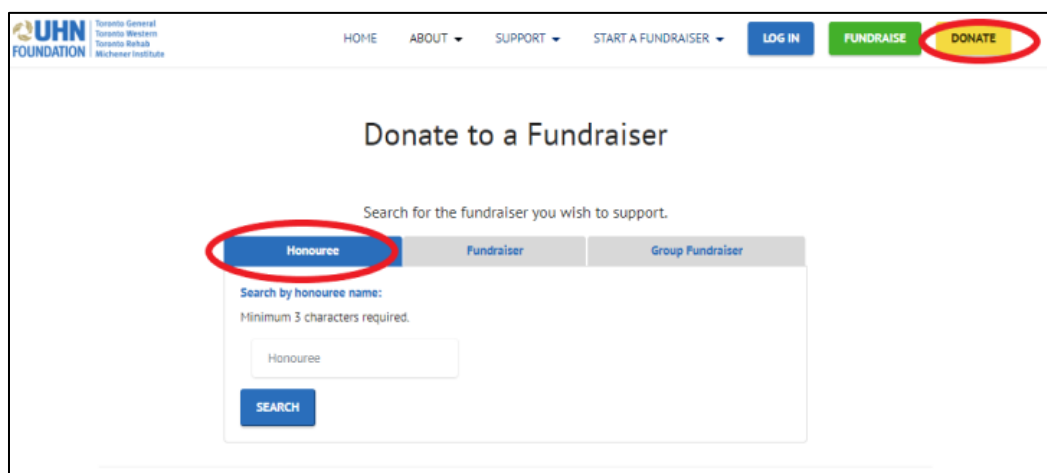 UHN
FOUNDATION
Toronto General
Toronto Western
Toronto Rehab
Michener Institute
HOME ABOUT SUPPORT START A FUNDRAISER LOG IN FUNDRAISE DONATE
Donate to a Fundraiser
Search for the fundraiser you wish to support.
Honouree Fundraiser Group Fundraiser
Search by honouree name:
Minimum 3 characters required.
Honouree
SEARCH